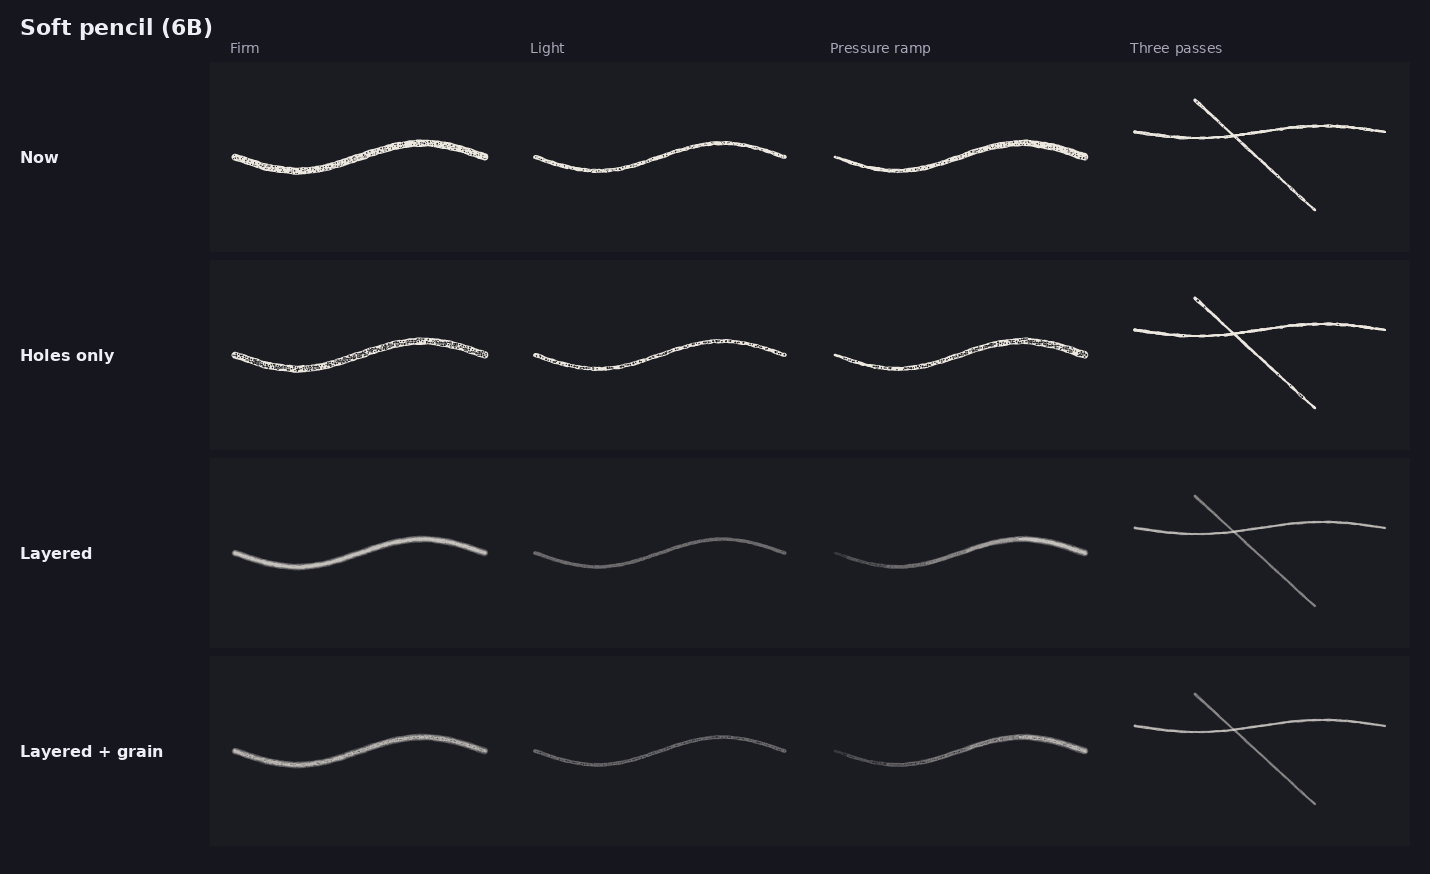 Soft pencil (6B)
Firm Light Pressure ramp Three passes
Now
Holes only
Layered
Layered + grain